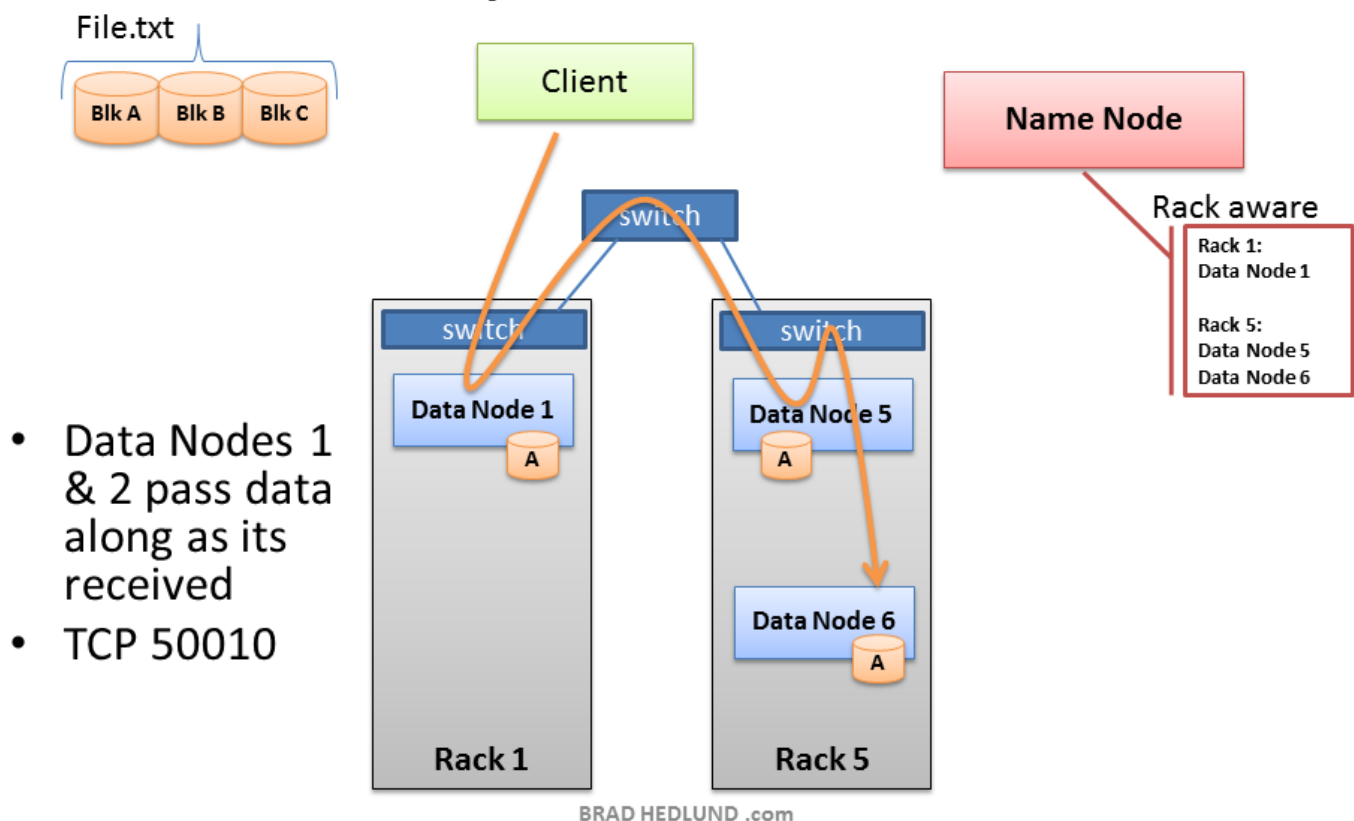 File.txt
Blk A
Blk B
Blk C
Client
Name Node
switch
Rack aware
Rack 1:
Data Node 1
Rack 5:
Data Node 5
Data Node 6
switch
switch
Data Node 1
A
Data Node 5
A
• Data Nodes 1
& 2 pass data
along as its
received
• TCP 50010
Data Node 6
A
Rack 1
Rack 5
BRAD HEDLUND .com